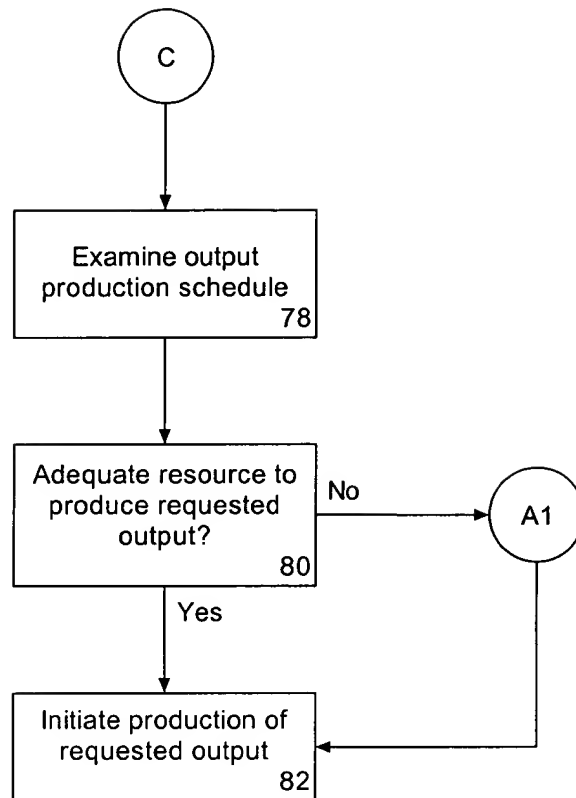 C
Examine output
production schedule
78
Adequate resource to
produce requested
output?
80
No
A1
Yes
Initiate production of
requested output
82